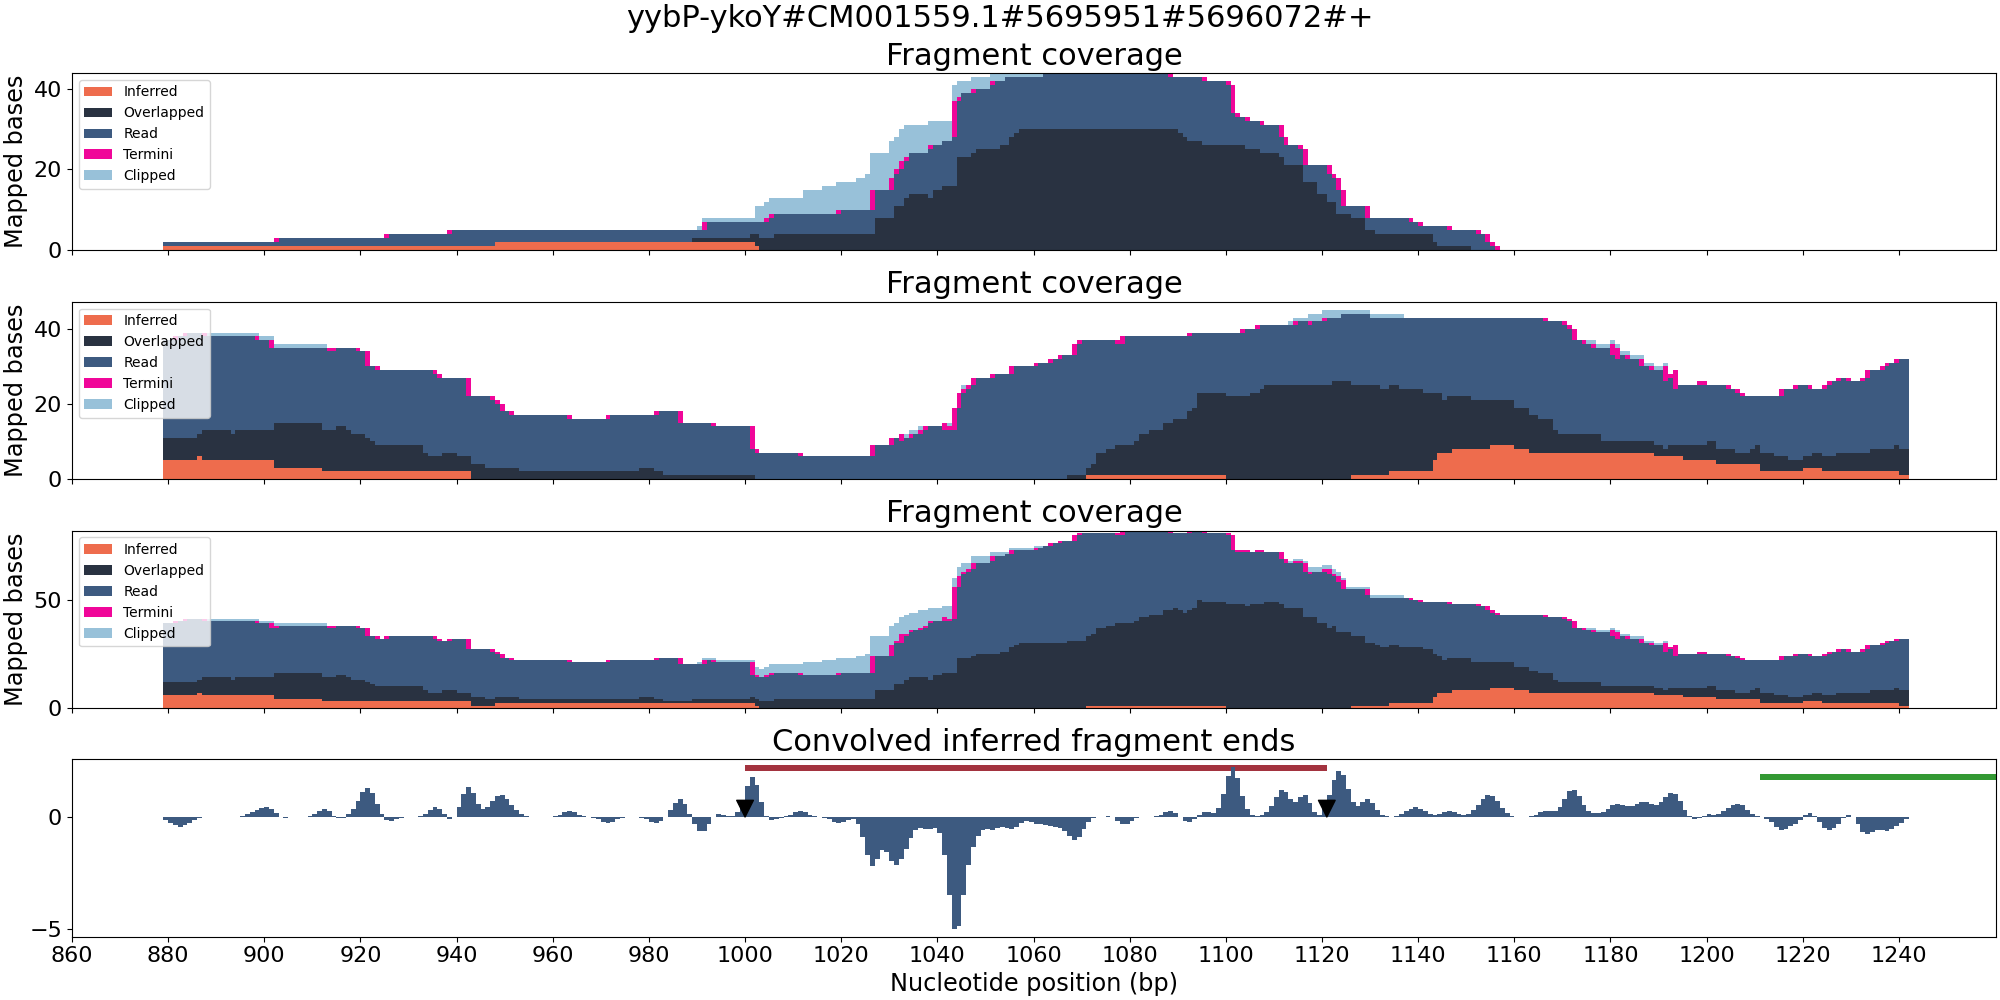 yybP-ykoY#CM001559.1#5695951#5696072#+
Fragment coverage
Mapped bases
40
20
0
Inferred
Overlapped
Read
Termini
Clipped
Fragment coverage
Mapped bases
40
20
0
Inferred
Overlapped
Read
Termini
Clipped
Fragment coverage
Mapped bases
50
0
Inferred
Overlapped
Read
Termini
Clipped
Convolved inferred fragment ends
0
−5
860 880 900 920 940 960 980 1000 1020 1040 1060 1080 1100 1120 1140 1160 1180 1200 1220 1240
Nucleotide position (bp)